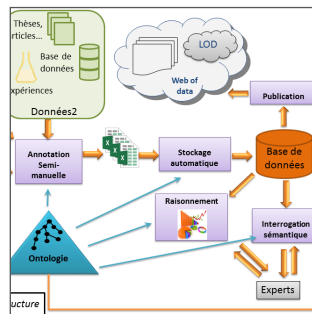 Thèses,
rticles...
Base de
données
xpériences
Données2
LOD
Web of
data
Publication
Annotation
Semi-
manuelle
Stockage
automatique
Base de
données
Raisonnement
Interrogation
sémantique
Ontologie
Experts
ucture